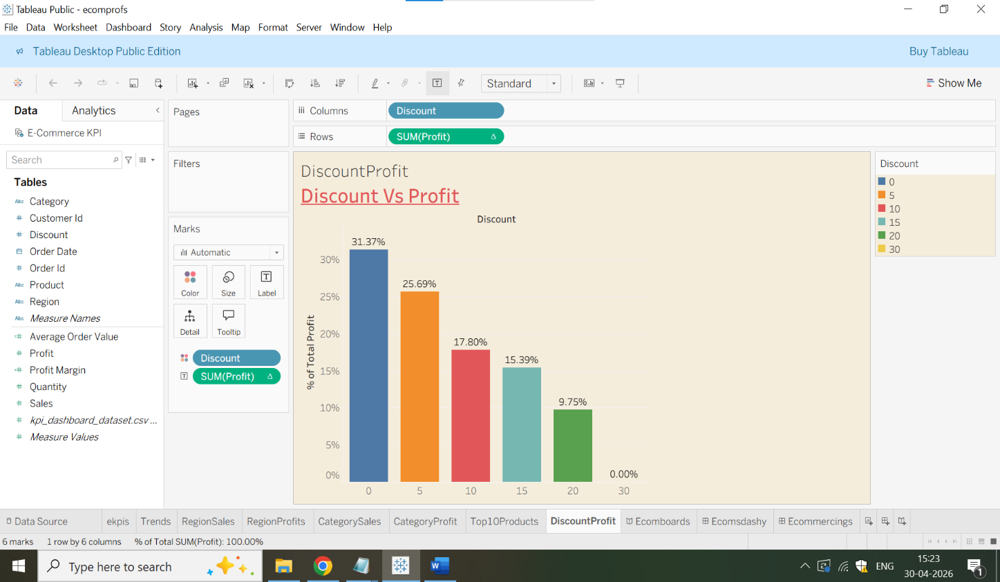 Tableau Public - ecomprofs
File Data Worksheet Dashboard Story Analysis Map Format Server Window Help
Tableau Desktop Public Edition
Buy Tableau
Standard
Show Me
Data
Analytics
E-Commerce KPI
Search
Tables
Abc Category
# Customer Id
# Discount
Order Date
# Order Id
Abc Product
Abc Region
Abc Measure Names
Average Order Value
# Profit
Profit Margin
# Quantity
# Sales
# kpi_dashboard_dataset.csv ...
# Measure Values
Pages
Filters
Marks
Automatic
Color
Size
Label
Detail
Tooltip
Discount
SUM(Profit)
Columns
Discount
Rows
SUM(Profit)
DiscountProfit
Discount Vs Profit
Discount
% of Total Profit
30%
25%
20%
15%
10%
5%
0%
31.37%
25.69%
17.80%
15.39%
9.75%
0.00%
0 5 10 15 20 30
Discount
0
5
10
15
20
30
Data Source ekpis Trends RegionSales RegionProfits CategorySales CategoryProfit Top10Products DiscountProfit Ecomboards Ecomsdashy Ecommercings
6 marks 1 row by 6 columns % of Total SUM(Profit): 100.00%
Type here to search
ENG
15:23
30-04-2026
1